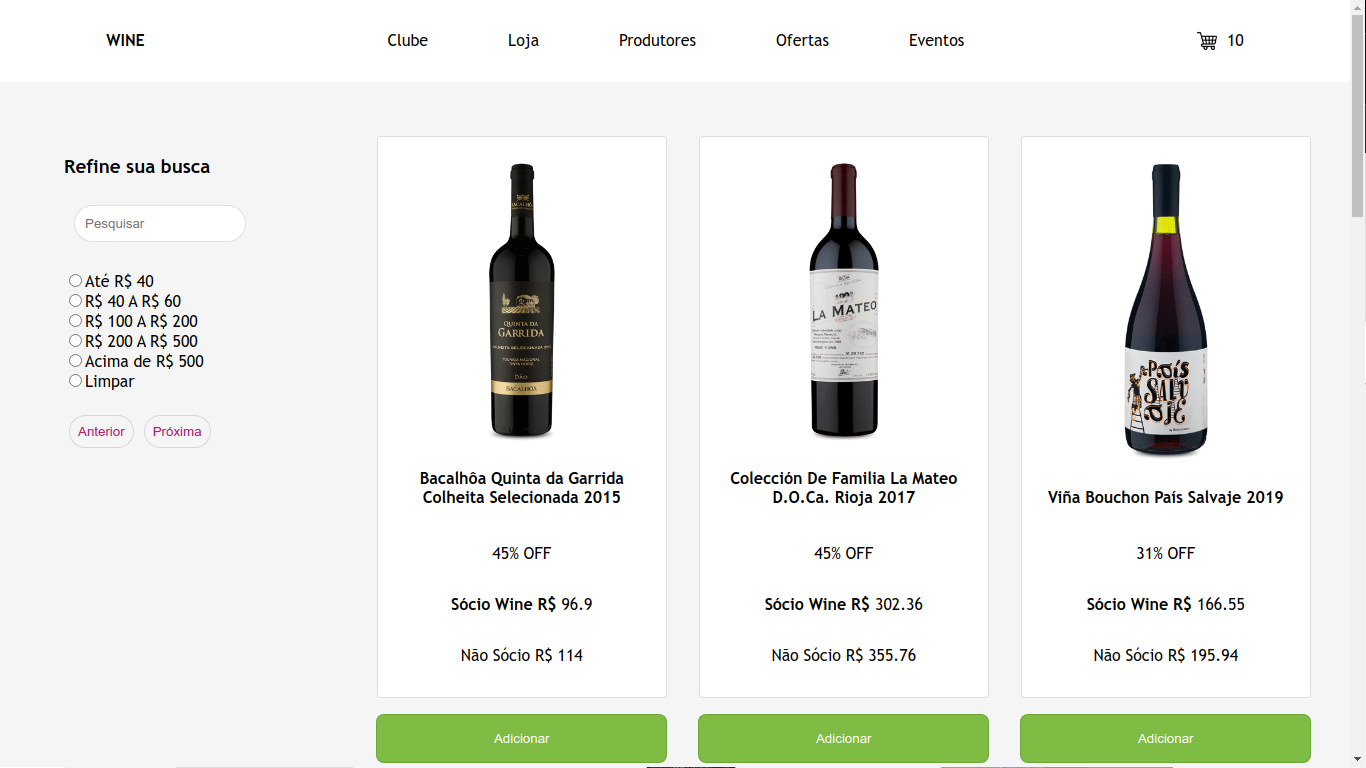 WINE
Clube
Loja
Produtores
Ofertas
Eventos
10
Refine sua busca
Pesquisar
Até R$ 40
R$ 40 A R$ 60
R$ 100 A R$ 200
R$ 200 A R$ 500
Acima de R$ 500
Limpar
Anterior
Próxima
QUINTA DA
GARRIDA
TOURIGA NACIONAL
DÃO
BACALHÔA
Bacalhôa Quinta da Garrida
Colheita Selecionada 2015
45% OFF
Sócio Wine R$ 96.9
Não Sócio R$ 114
Adicionar
LA MATEO
Colección De Familia La Mateo
D.O.Ca. Rioja 2017
45% OFF
Sócio Wine R$ 302.36
Não Sócio R$ 355.76
Adicionar
País
SALV
AJE
Viña Bouchon País Salvaje 2019
31% OFF
Sócio Wine R$ 166.55
Não Sócio R$ 195.94
Adicionar